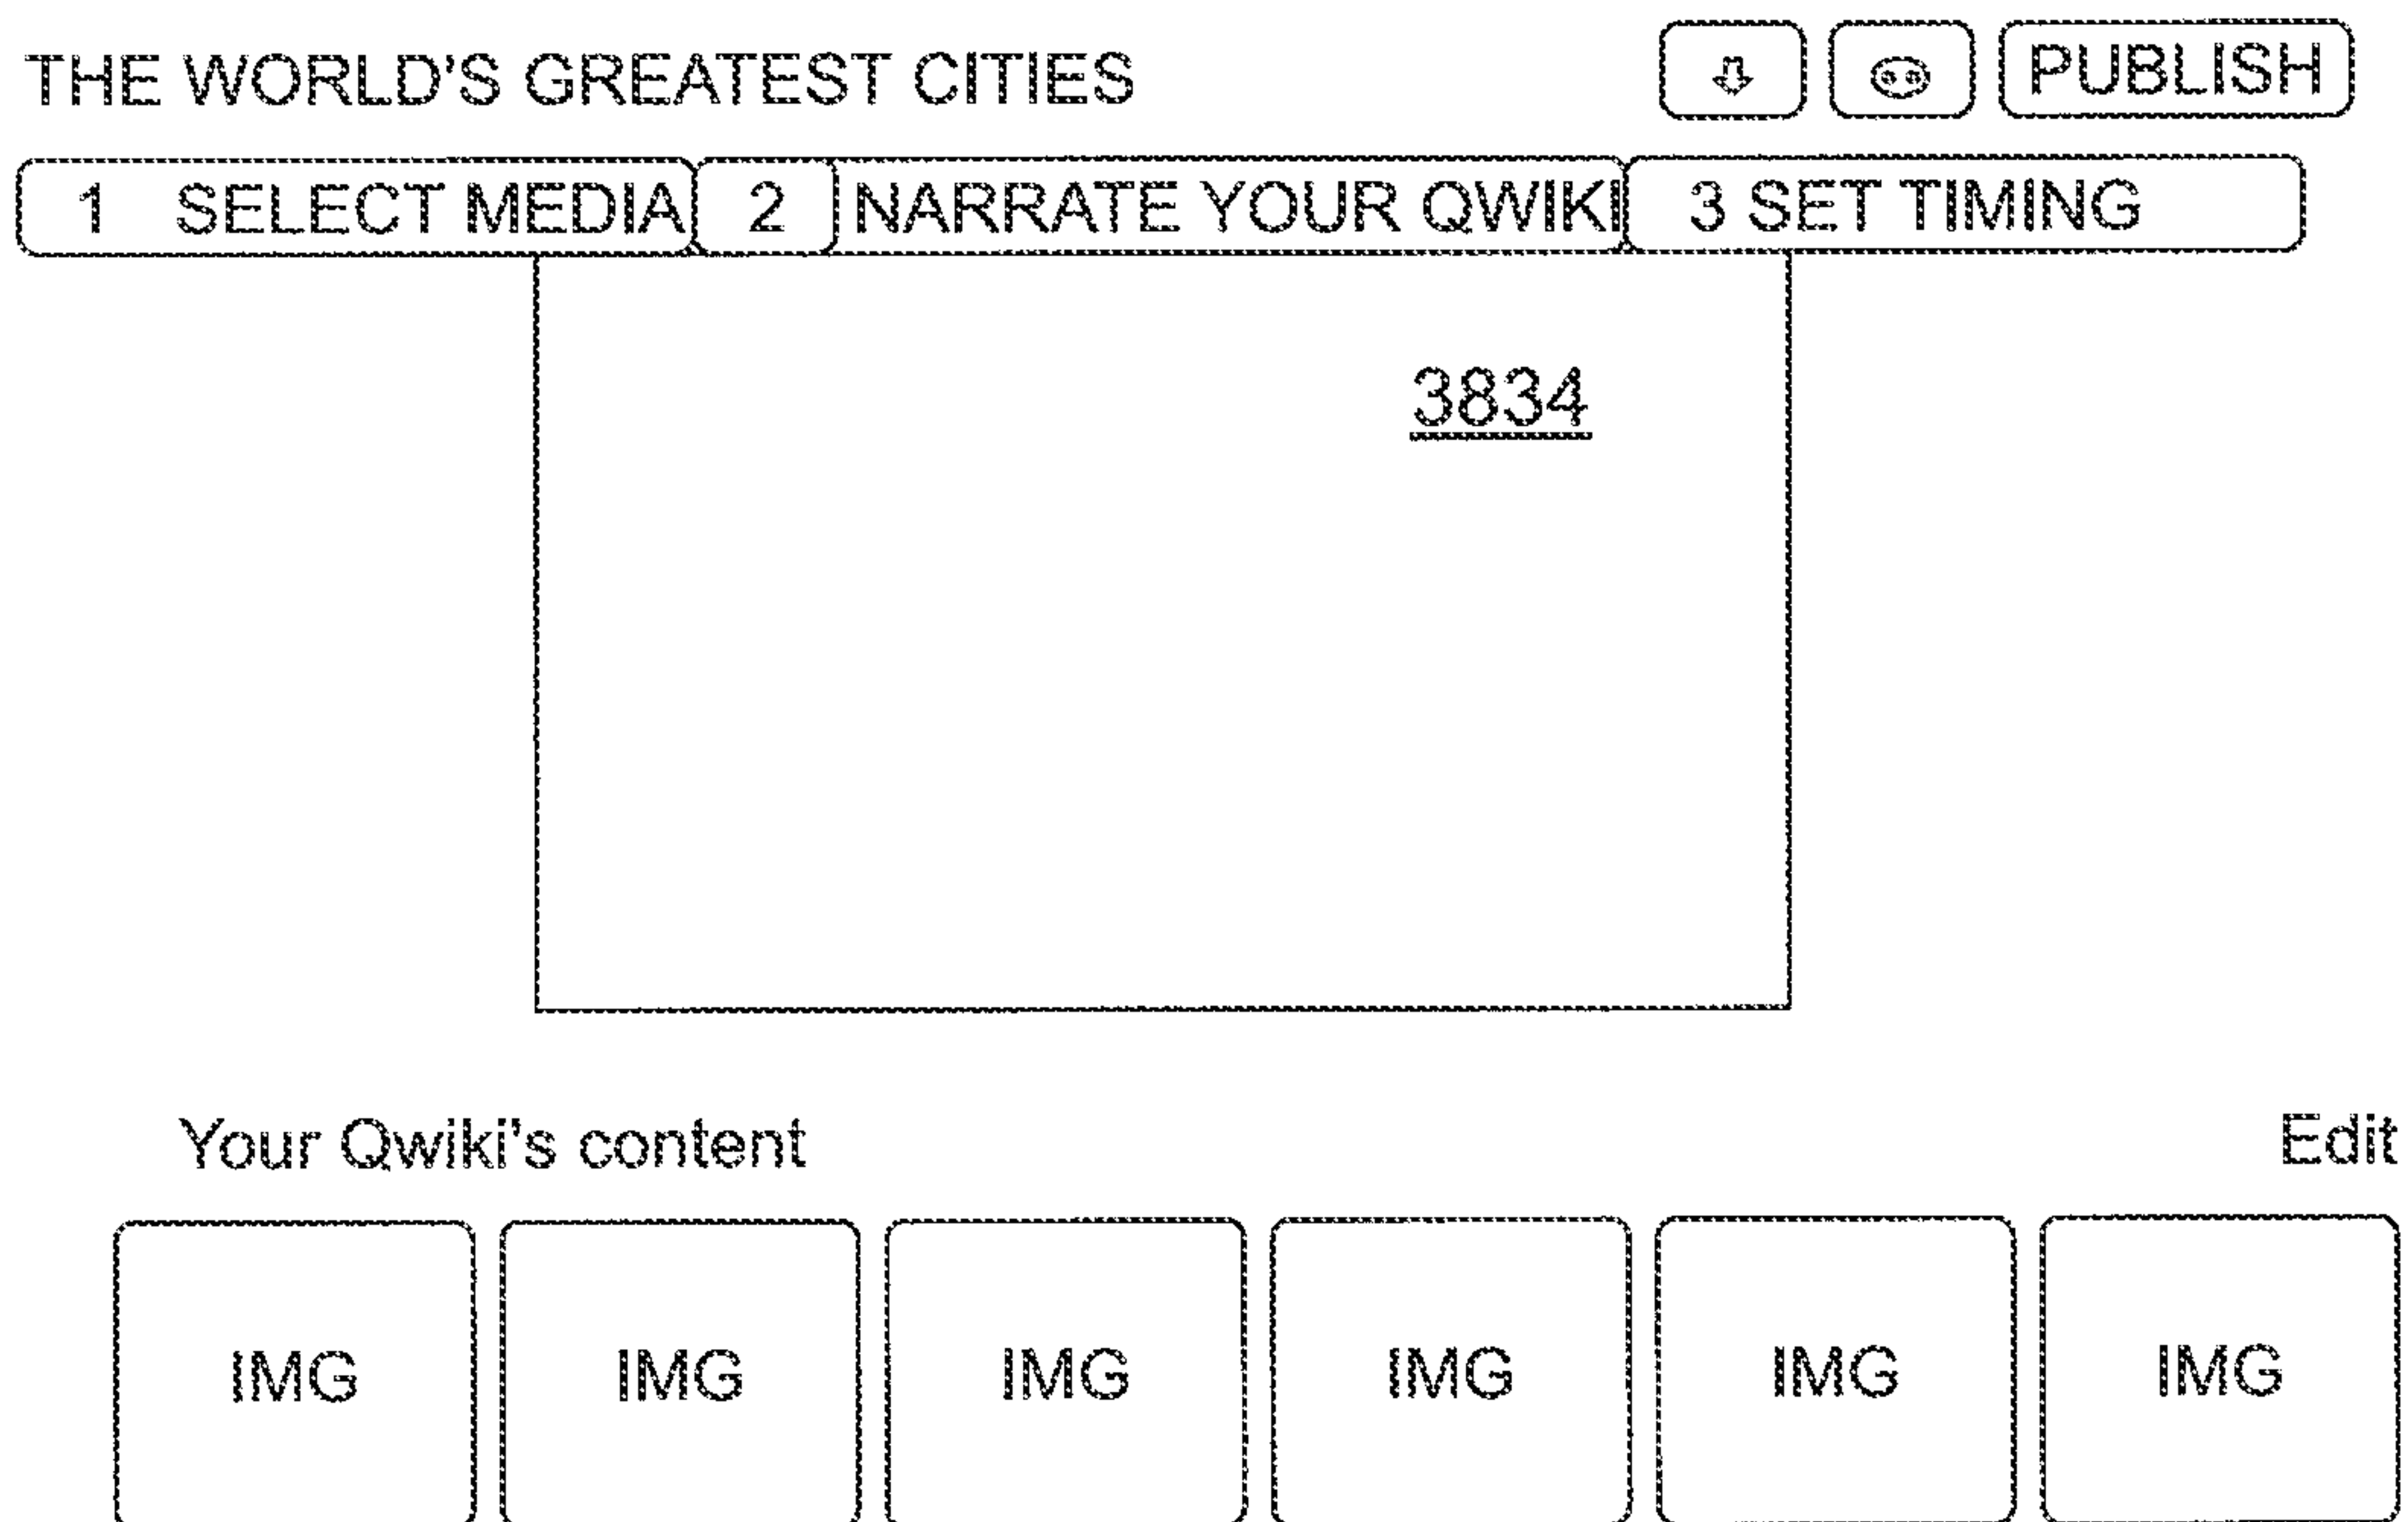 THE WORLD'S GREATEST CITIES PUBLISH
1 SELECT MEDIA 2 NARRATE YOUR QWIKI 3 SET TIMING
3834
Your Qwiki's content Edit
IMG IMG IMG IMG IMG IMG